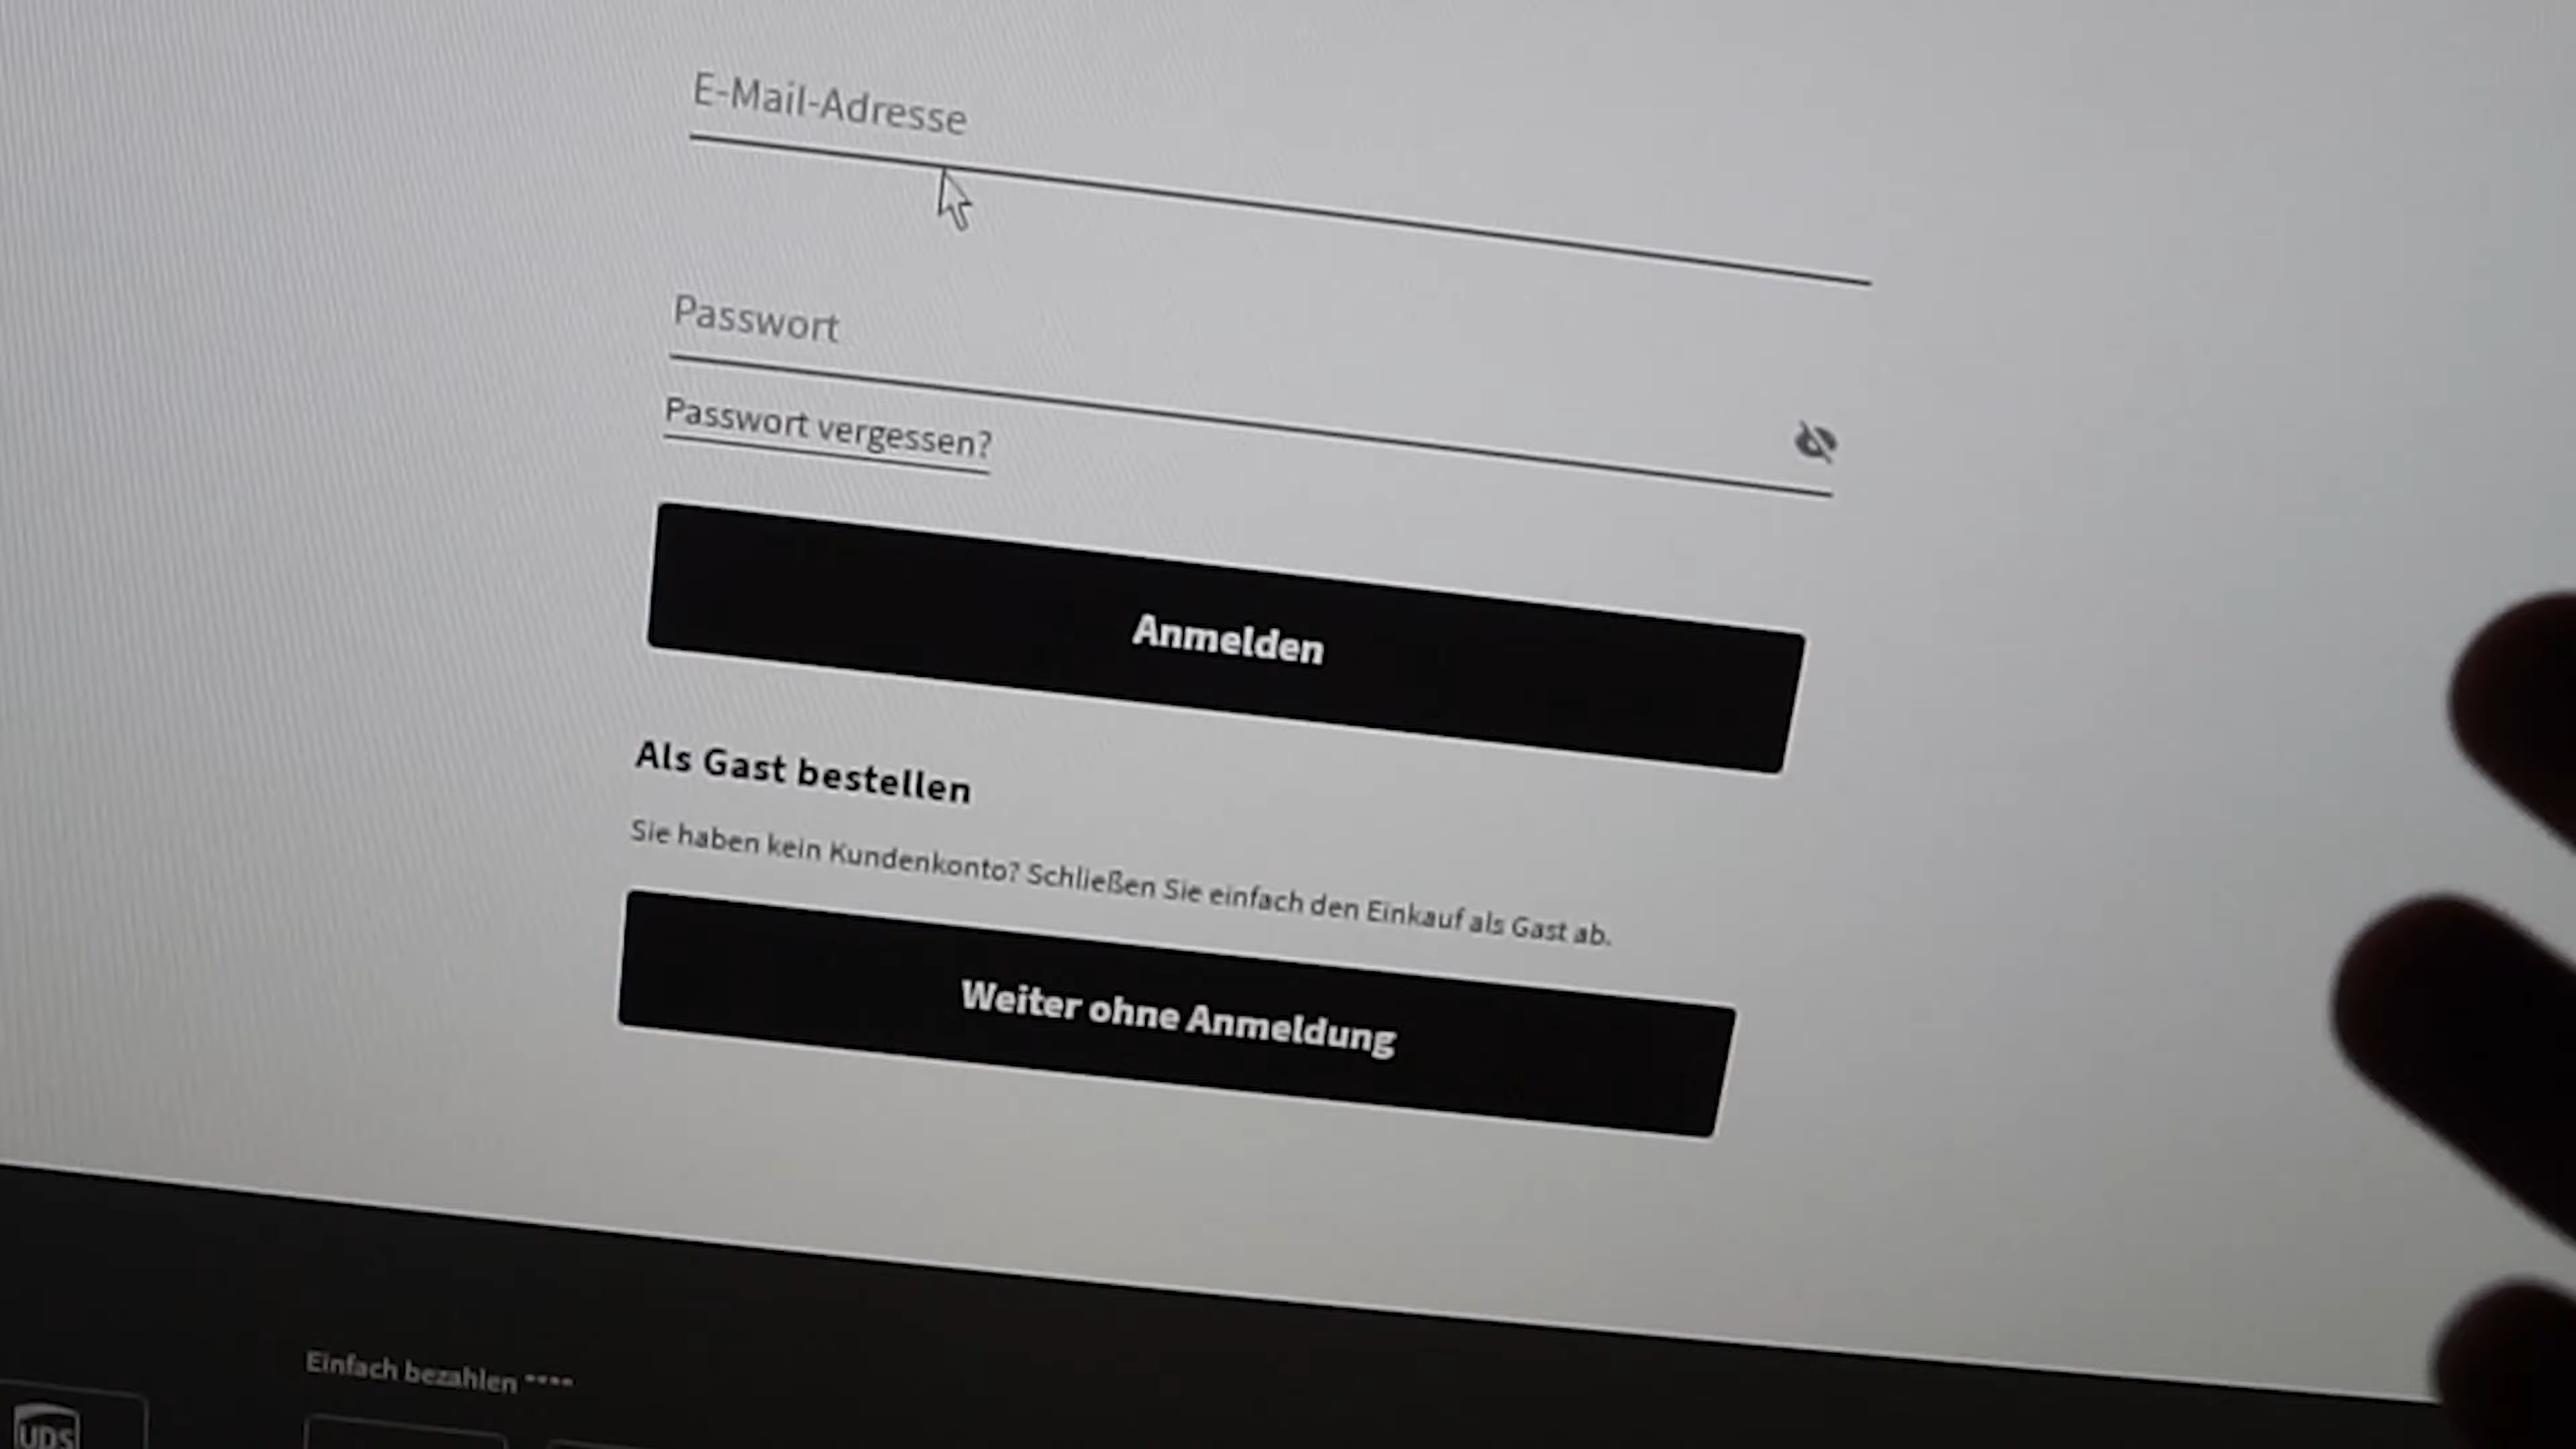 E-Mail-Adresse
Passwort
Passwort vergessen?
Anmelden
Als Gast bestellen
Sie haben kein Kundenkonto? Schließen Sie einfach den Einkauf als Gast ab.
Weiter ohne Anmeldung
Einfach bezahlen ****
ups